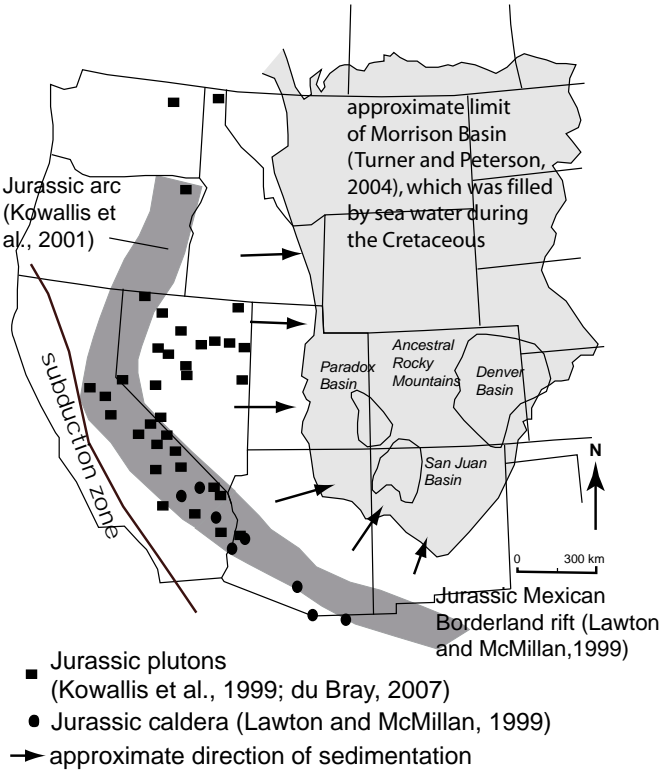 approximate limit
of Morrison Basin
(Turner and Peterson,
2004), which was filled
by sea water during
the Cretaceous
Jurassic arc
(Kowallis et
al., 2001)
subduction zone
Paradox
Basin
Ancestral
Rocky
Mountains
Denver
Basin
San Juan
Basin
N
0 300 km
Jurassic Mexican
Borderland rift (Lawton
and McMillan,1999)
Jurassic plutons
(Kowallis et al., 1999; du Bray, 2007)
Jurassic caldera (Lawton and McMillan, 1999)
approximate direction of sedimentation